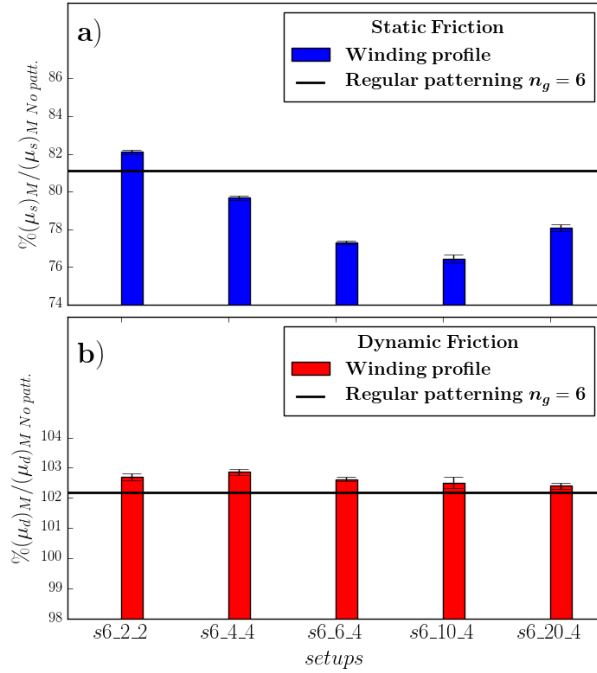 a)
Static Friction
Winding profile
Regular patterning n_g = 6
%(μ_s)_M/(μ_s)_{M No patt.}
86
84
82
80
78
76
74
b)
Dynamic Friction
Winding profile
Regular patterning n_g = 6
%(μ_d)_M/(μ_d)_{M No patt.}
104
103
102
101
100
99
98
s6_2_2 s6_4_4 s6_6_4 s6_10_4 s6_20_4
setups